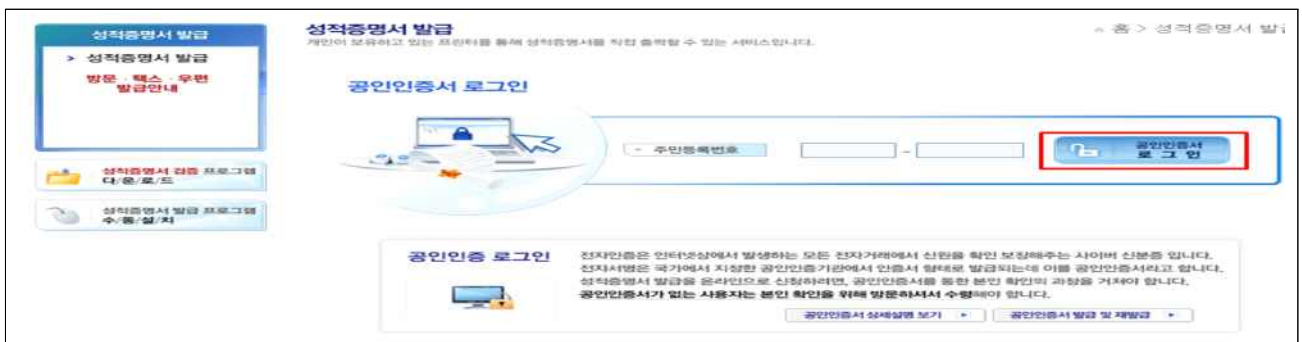 성적증명서 발급
> 성적증명서 발급
방문 · 팩스 · 우편
발급안내
성적증명서 검증 프로그램
다/운/로/드
성적증명서 발급 프로그램
수/동/설/치
성적증명서 발급
홈 > 성적증명서 발
개인이 보유하고 있는 프린터를 통해 성적증명서를 직접 출력할 수 있는 서비스입니다.
공인인증서 로그인
주민등록번호
-
공인인증서
로 그 인
공인인증 로그인
전자인증은 인터넷상에서 발생하는 모든 전자거래에서 신원을 확인 보장해주는 사이버 신분증 입니다.
전자서명은 국가에서 지정한 공인인증기관에서 인증서 형태로 발급되는데 이를 공인인증서라고 합니다.
성적증명서 발급을 온라인으로 신청하려면, 공인인증서를 통한 본인 확인의 과정을 거쳐야 합니다.
공인인증서가 없는 사용자는 본인 확인을 위해 방문하셔서 수령해야 합니다.
공인인증서 상세설명 보기
공인인증서 발급 및 재발급